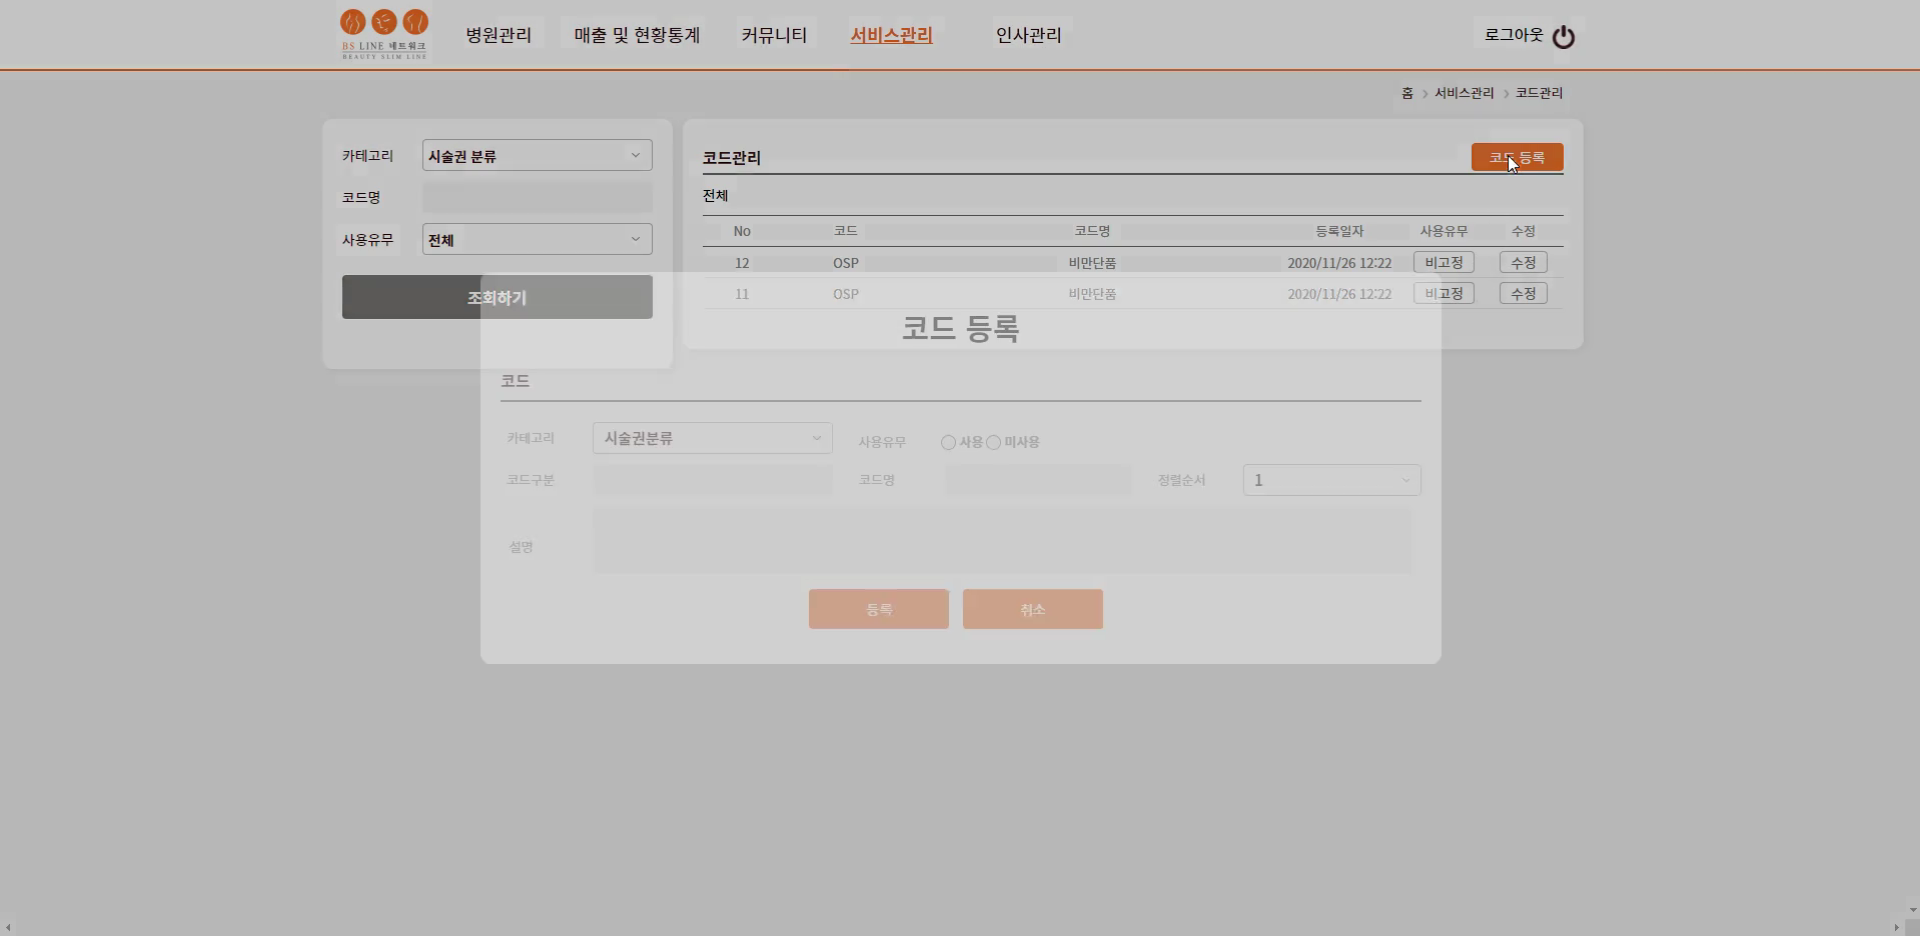 BS LINE 네트워크
BEAUTY SLIM LINE
병원관리 매출 및 현황통계 커뮤니티 서비스관리 인사관리 로그아웃
홈 > 서비스관리 > 코드관리
카테고리 시술권 분류
코드명
사용유무 전체
조회하기
코드관리 코드 등록
전체
No 코드 코드명 등록일자 사용유무 수정
12 OSP 비만단품 2020/11/26 12:22 비고정 수정
11 OSP 비만단품 2020/11/26 12:22 비고정 수정
코드 등록
코드
카테고리 시술권분류 사용유무 사용 미사용
코드구분 코드명 정렬순서 1
설명
등록 취소